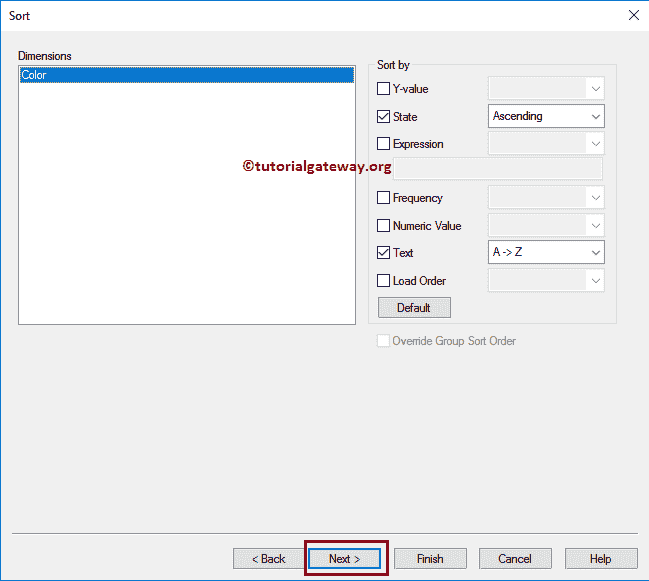 Sort
Dimensions
Color
Sort by
Y-value
State Ascending
Expression
©tutorialgateway.org
Frequency
Numeric Value
Text A -> Z
Load Order
Default
Override Group Sort Order
< Back Next > Finish Cancel Help